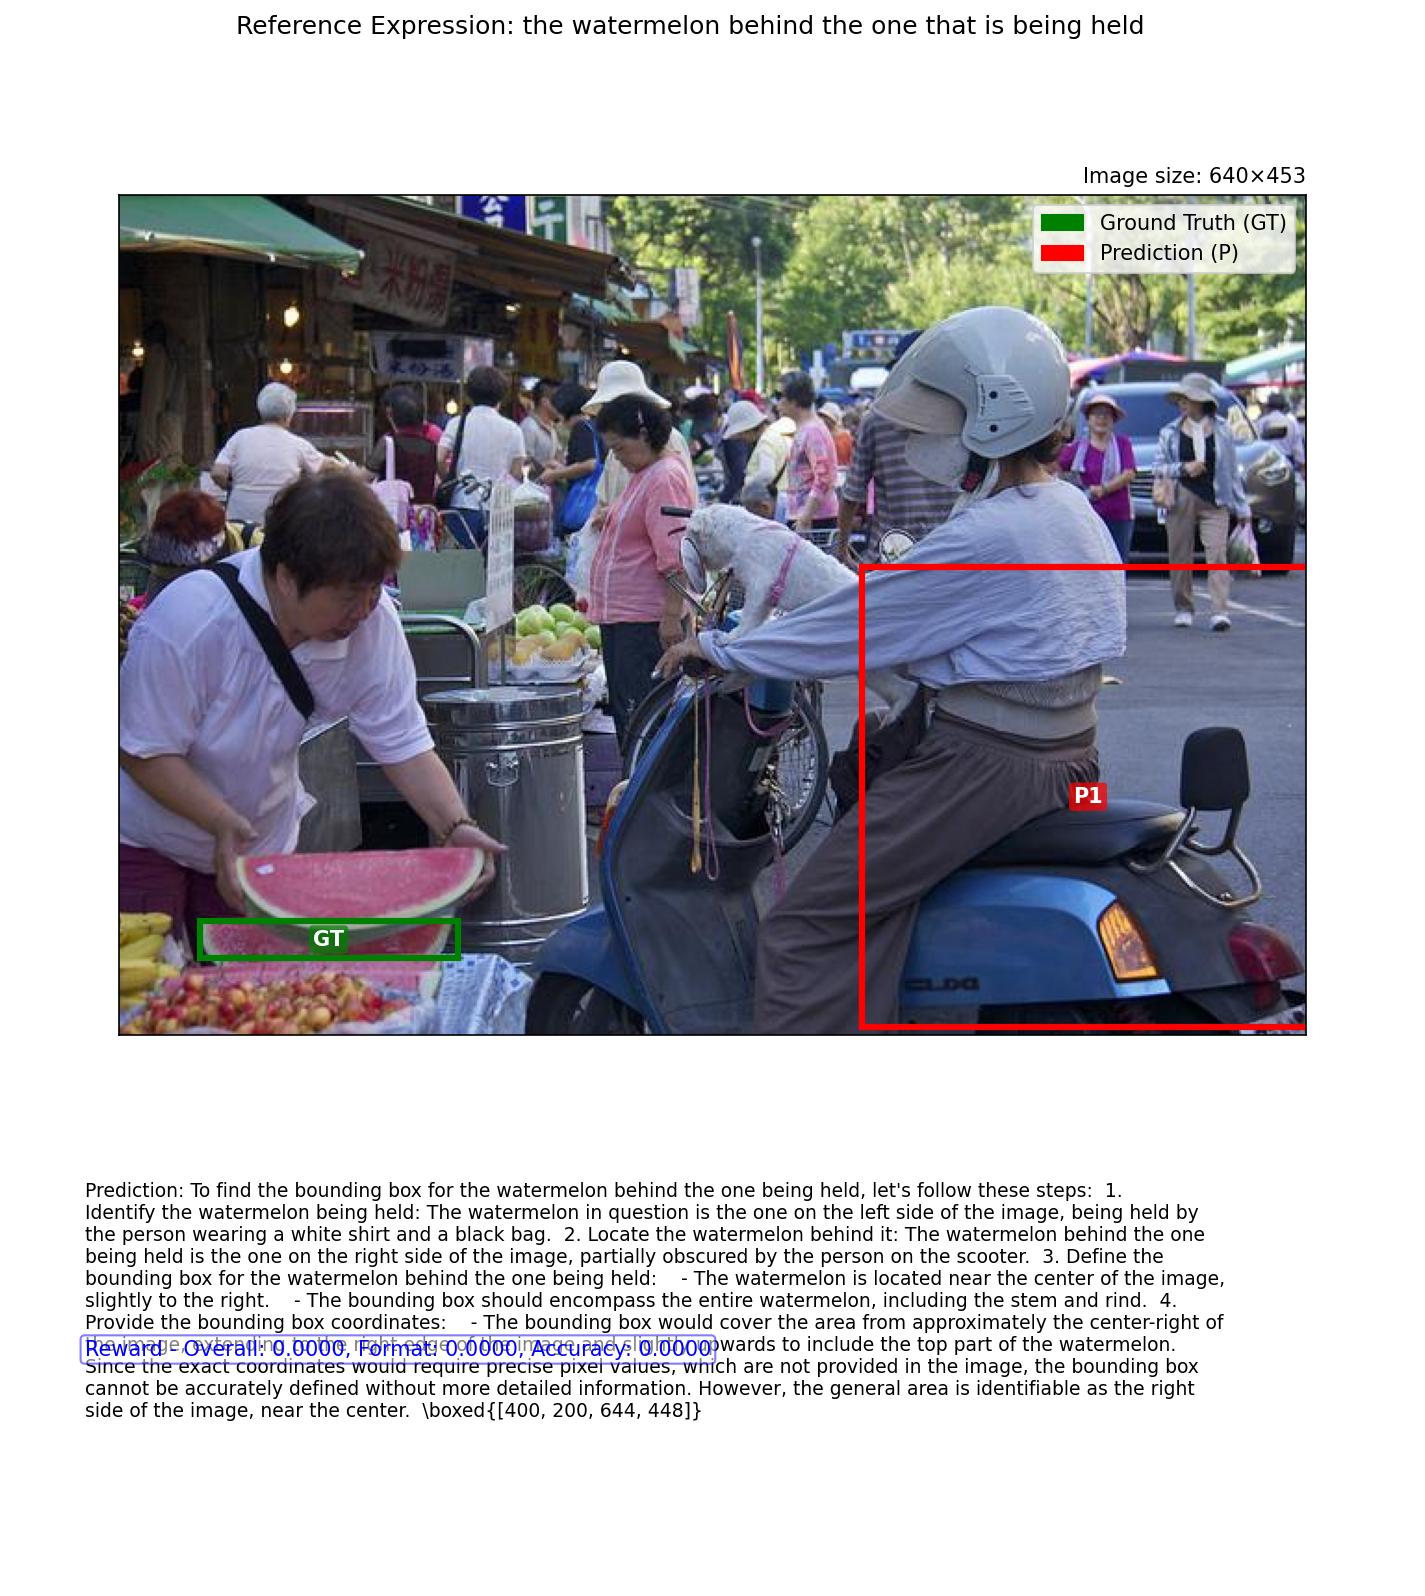 Reference Expression: the watermelon behind the one that is being held
Image size: 640×453
Ground Truth (GT)
Prediction (P)
公 干
米粉湯
米粉湯
P1
GT
Prediction: To find the bounding box for the watermelon behind the one being held, let's follow these steps:  1.
Identify the watermelon being held: The watermelon in question is the one on the left side of the image, being held by
the person wearing a white shirt and a black bag.  2. Locate the watermelon behind it: The watermelon behind the one
being held is the one on the right side of the image, partially obscured by the person on the scooter.  3. Define the
bounding box for the watermelon behind the one being held:    - The watermelon is located near the center of the image,
slightly to the right.    - The bounding box should encompass the entire watermelon, including the stem and rind.  4.
Provide the bounding box coordinates:    - The bounding box would cover the area from approximately the center-right of
the image, extending to the right edge of the image and slightly upwards to include the top part of the watermelon.
Reward - Overall: 0.0000, Format: 0.0000, Accuracy: 0.0000
Since the exact coordinates would require precise pixel values, which are not provided in the image, the bounding box
cannot be accurately defined without more detailed information. However, the general area is identifiable as the right
side of the image, near the center.  \boxed{[400, 200, 644, 448]}